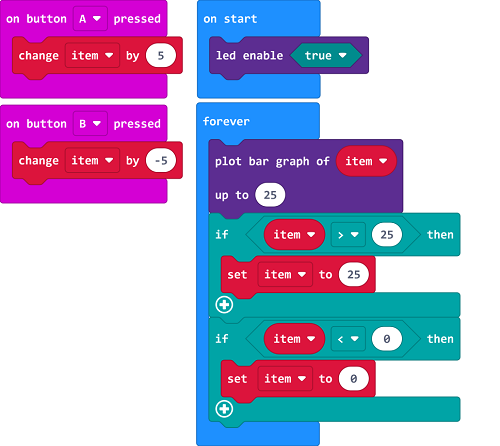 on button A pressed
change item by 5
on button B pressed
change item by -5
on start
led enable true
forever
plot bar graph of item
up to 25
if item > 25 then
set item to 25
if item < 0 then
set item to 0